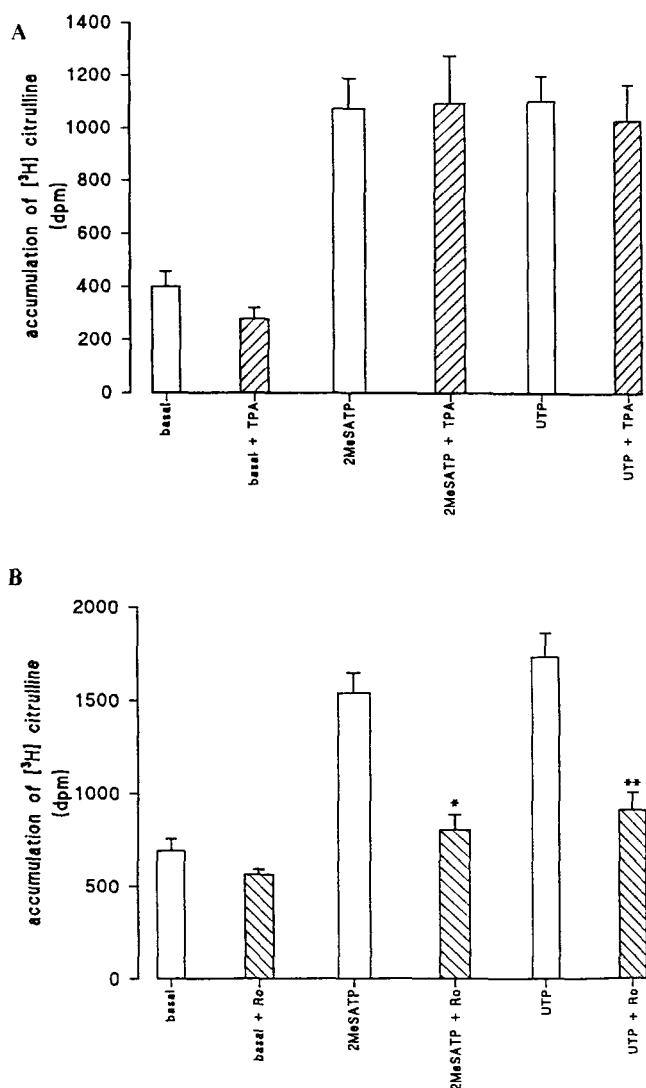 A
1400
1200
1000
800
600
400
200
0
accumulation of [³H] citrulline
(dpm)
basal
basal + TPA
2MeSATP
2MeSATP + TPA
UTP
UTP + TPA
B
2000
1500
1000
500
0
accumulation of [³H] citrulline
(dpm)
*
**
basal
basal + Ro
2MeSATP
2MeSATP + Ro
UTP
UTP + Ro